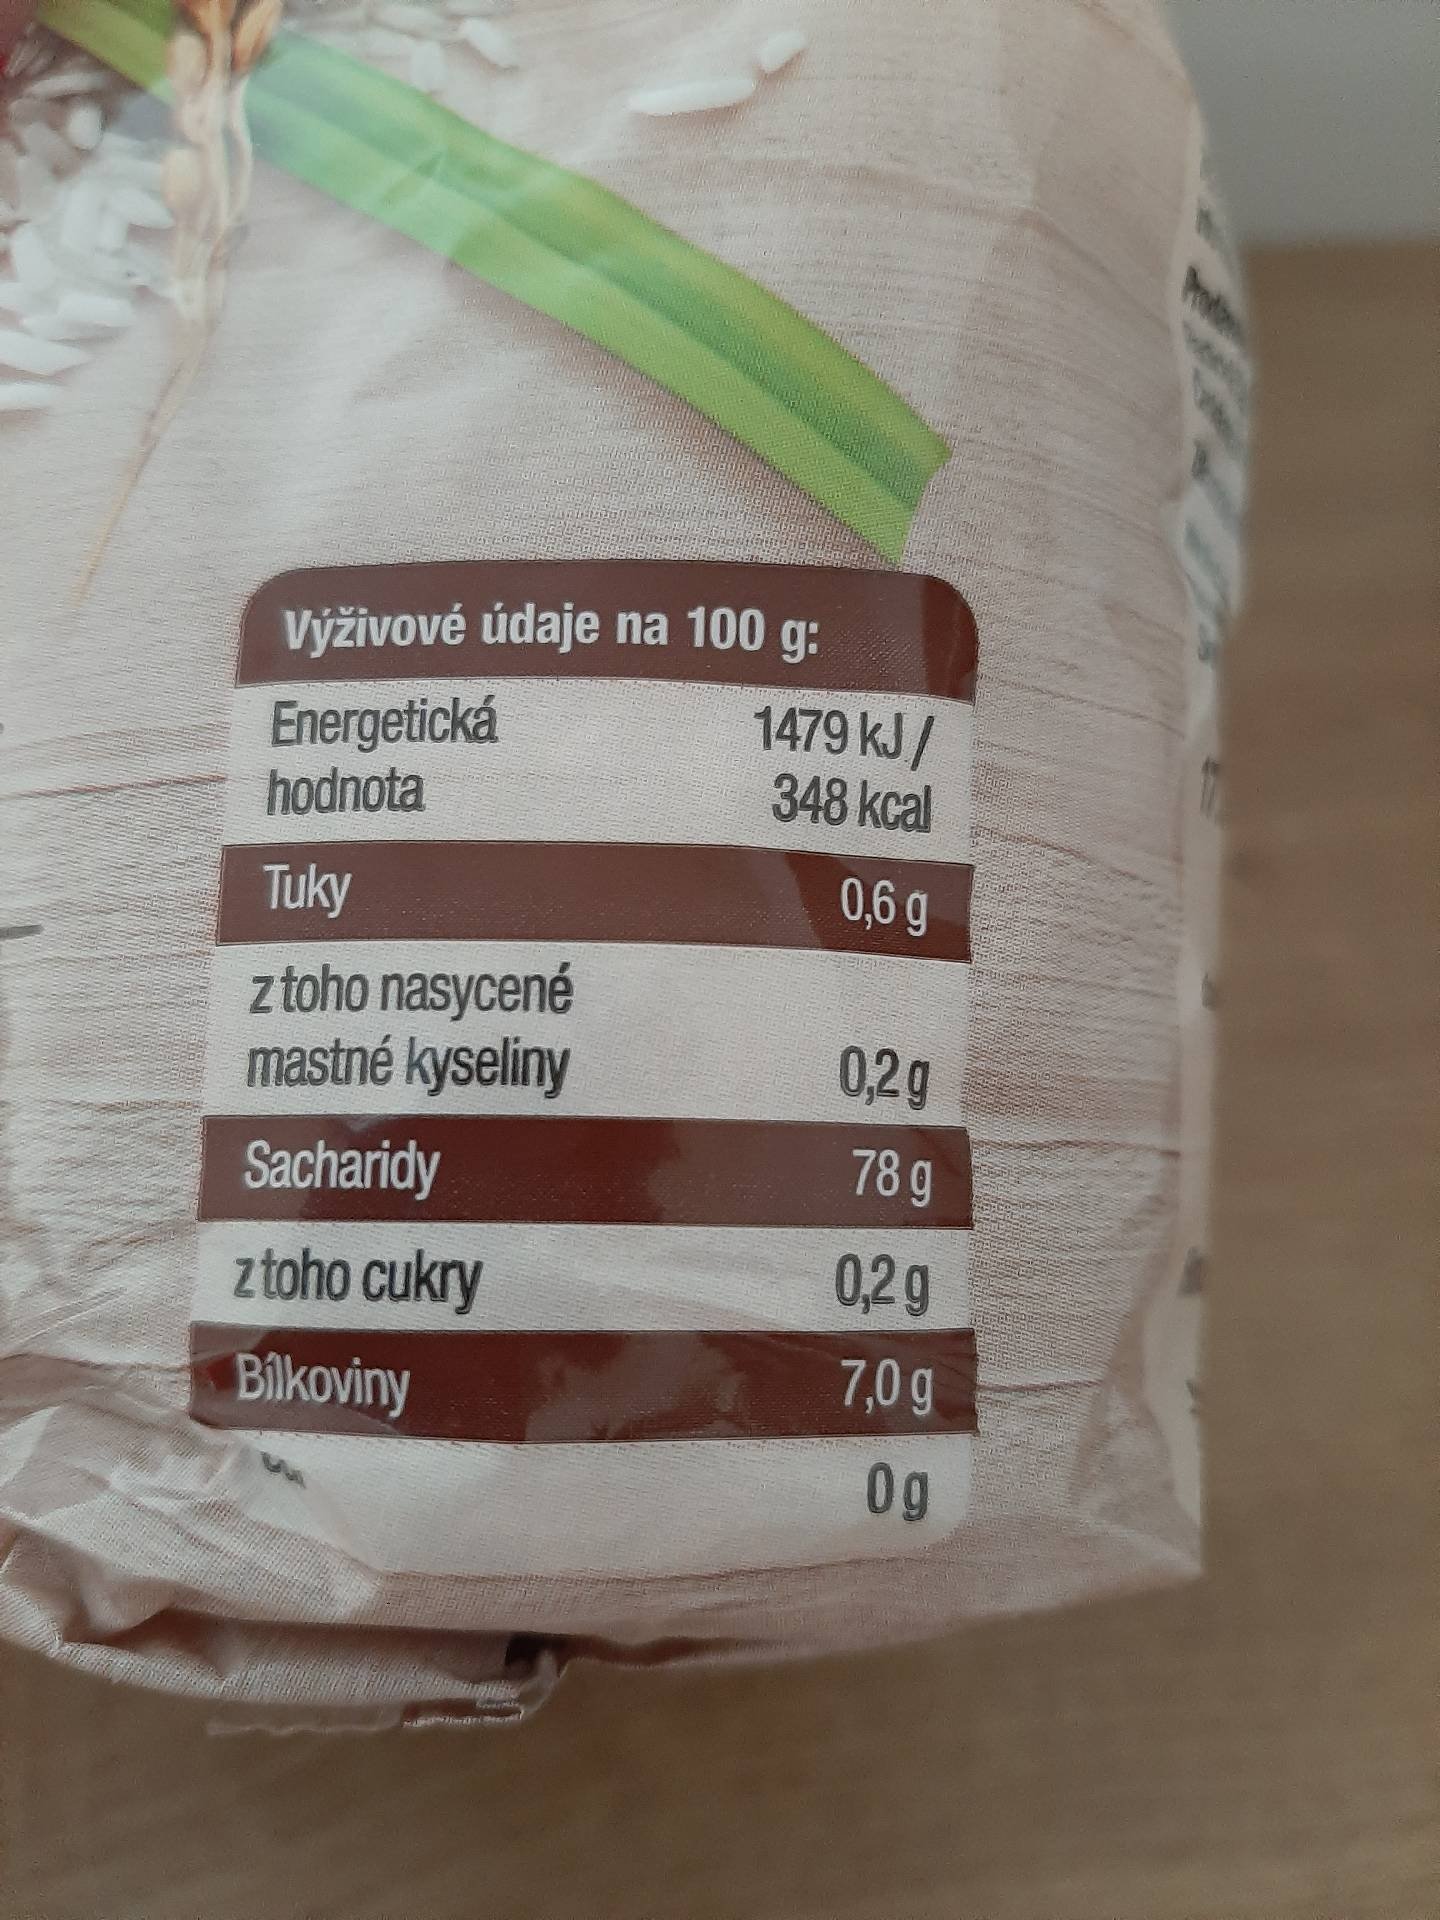 Výživové údaje na 100 g:
Energetická 1479 kJ /
hodnota 348 kcal
Tuky 0,6 g
z toho nasycené
mastné kyseliny 0,2 g
Sacharidy 78 g
z toho cukry 0,2 g
Bílkoviny 7,0 g
0 g